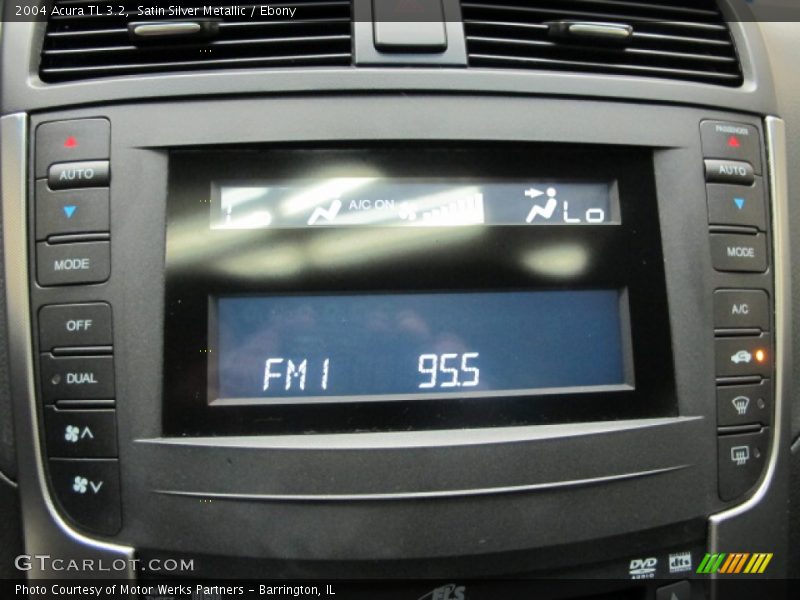 2004 Acura TL 3.2, Satin Silver Metallic / Ebony
PASSENGER
AUTO
AUTO
A/C ON
Lo
MODE
MODE
OFF
A/C
FM1 95.5
DUAL
GTCARLOT.COM
DVD
AUDIO
Photo Courtesy of Motor Werks Partners - Barrington, IL